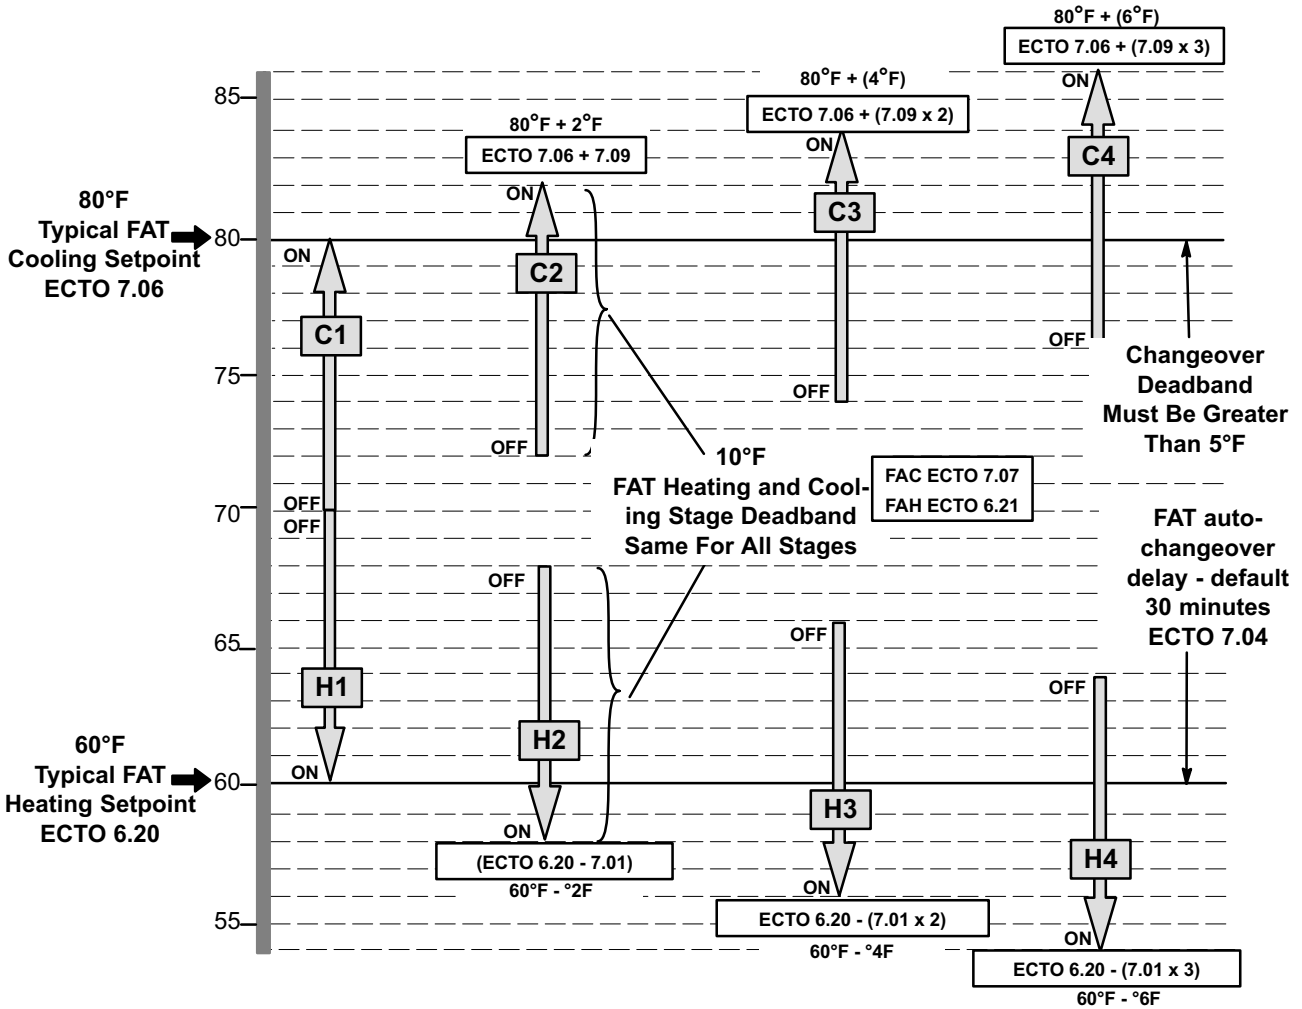 80°F + (6°F)
ECTO 7.06 + (7.09 x 3)
ON
80°F + (4°F)
ECTO 7.06 + (7.09 x 2)
ON
80°F + 2°F
ECTO 7.06 + 7.09
ON
85
C4
80°F
Typical FAT
Cooling Setpoint
ECTO 7.06
80
ON
C3
C2
C1
OFF
75
OFF
OFF
OFF
Changeover
Deadband
Must Be Greater
Than 5°F
10°F
FAT Heating and Cool-
ing Stage Deadband
Same For All Stages
FAC ECTO 7.07
FAH ECTO 6.21
70
OFF
FAT auto-
changeover
delay - default
30 minutes
ECTO 7.04
OFF
OFF
65
OFF
H1
H2
60°F
Typical FAT
Heating Setpoint
ECTO 6.20
60
ON
H3
ON
(ECTO 6.20 - 7.01)
60°F - °2F
H4
ON
ECTO 6.20 - (7.01 x 2)
60°F - °4F
55
ON
ECTO 6.20 - (7.01 x 3)
60°F - °6F